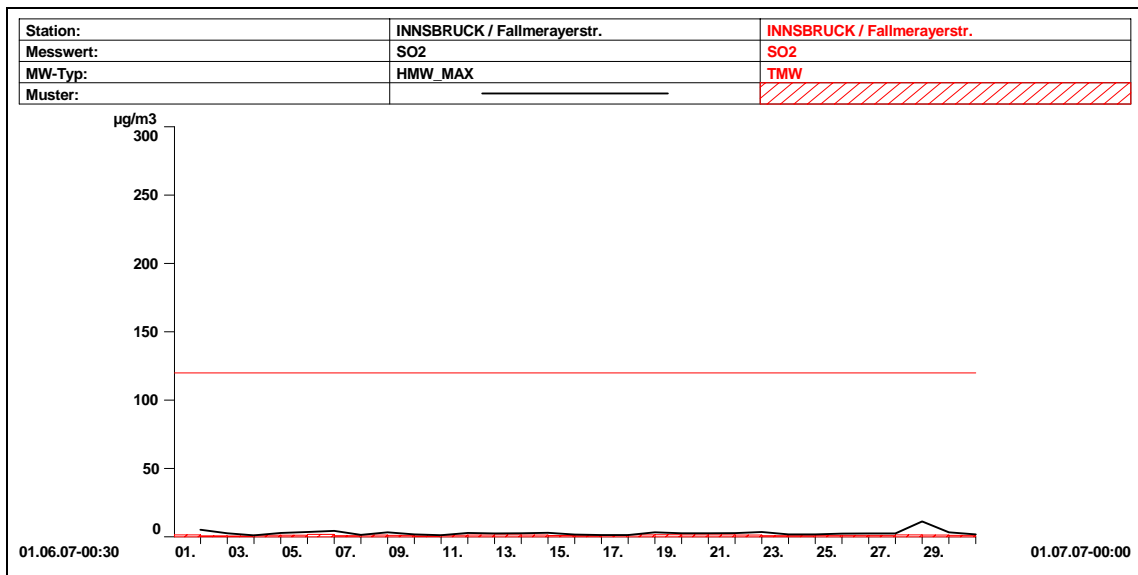 Station: INNSBRUCK / Fallmerayerstr. INNSBRUCK / Fallmerayerstr.
Messwert: SO2 SO2
MW-Typ: HMW_MAX TMW
Muster:
µg/m3
300
250
200
150
100
50
0
01.06.07-00:30 01. 03. 05. 07. 09. 11. 13. 15. 17. 19. 21. 23. 25. 27. 29. 01.07.07-00:00